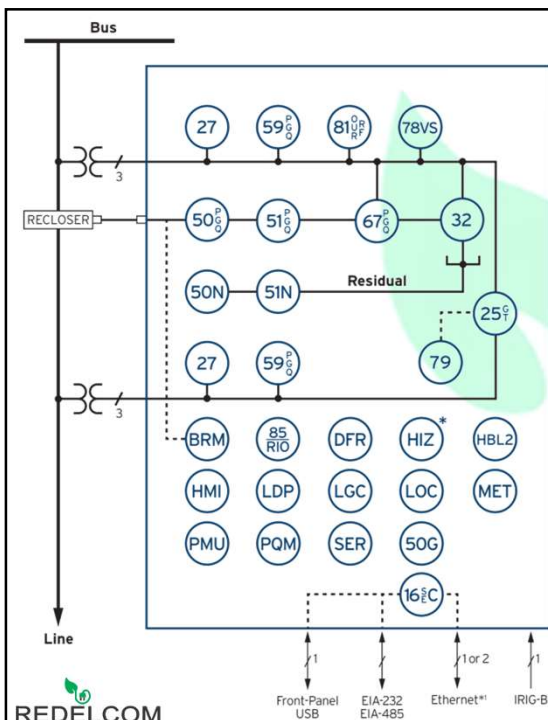 Bus
27
59 P G Q
81 O U R RF
78VS
3
RECLOSER
50 P G Q
51 P G Q
67 P G Q
32
50N
51N
Residual
25 G T
79
27
59 P G Q
3
BRM
85 RIO
DFR
HIZ *
HBL2
HMI
LDP
LGC
LOC
MET
PMU
PQM
SER
50G
16 S E C
Line
1
1 or 2
1
Front-Panel USB
EIA-232 EIA-485
Ethernet*1
IRIG-B
REDELCOM